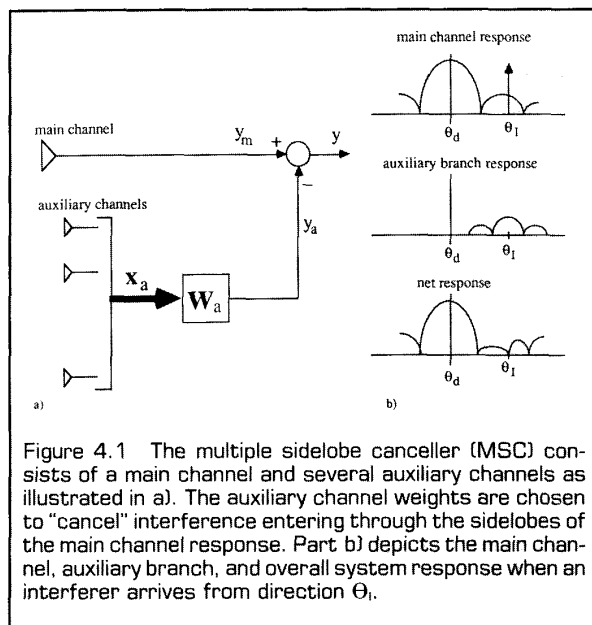 main channel response
main channel
y_m
+
y
θ_d
θ_I
auxiliary branch response
−
auxiliary channels
y_a
θ_d
θ_I
net response
x_a
W_a
θ_d
θ_I
a)
b)
Figure 4.1 The multiple sidelobe canceller (MSC) con-
sists of a main channel and several auxiliary channels as
illustrated in a). The auxiliary channel weights are chosen
to "cancel" interference entering through the sidelobes of
the main channel response. Part b) depicts the main chan-
nel, auxiliary branch, and overall system response when an
interferer arrives from direction Θ_I.